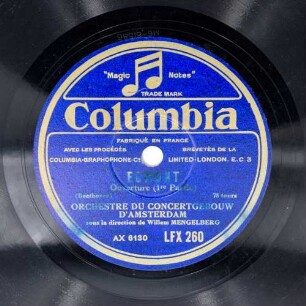 "Magic Notes"
TRADE MARK
Columbia
FABRIQUÉ EN FRANCE
AVEC LES PROCÉDÉS BREVETÉS DE LA
COLUMBIA-GRAPHOPHONE-C LIMITED-LONDON. E.C 3
EGMONT
Ouverture (1re Partie)
(Beethoven) 78 tours
ORCHESTRE DU CONCERTGEBOUW
D'AMSTERDAM
sous la direction de Willem MENGELBERG
AX 6130 LFX 260